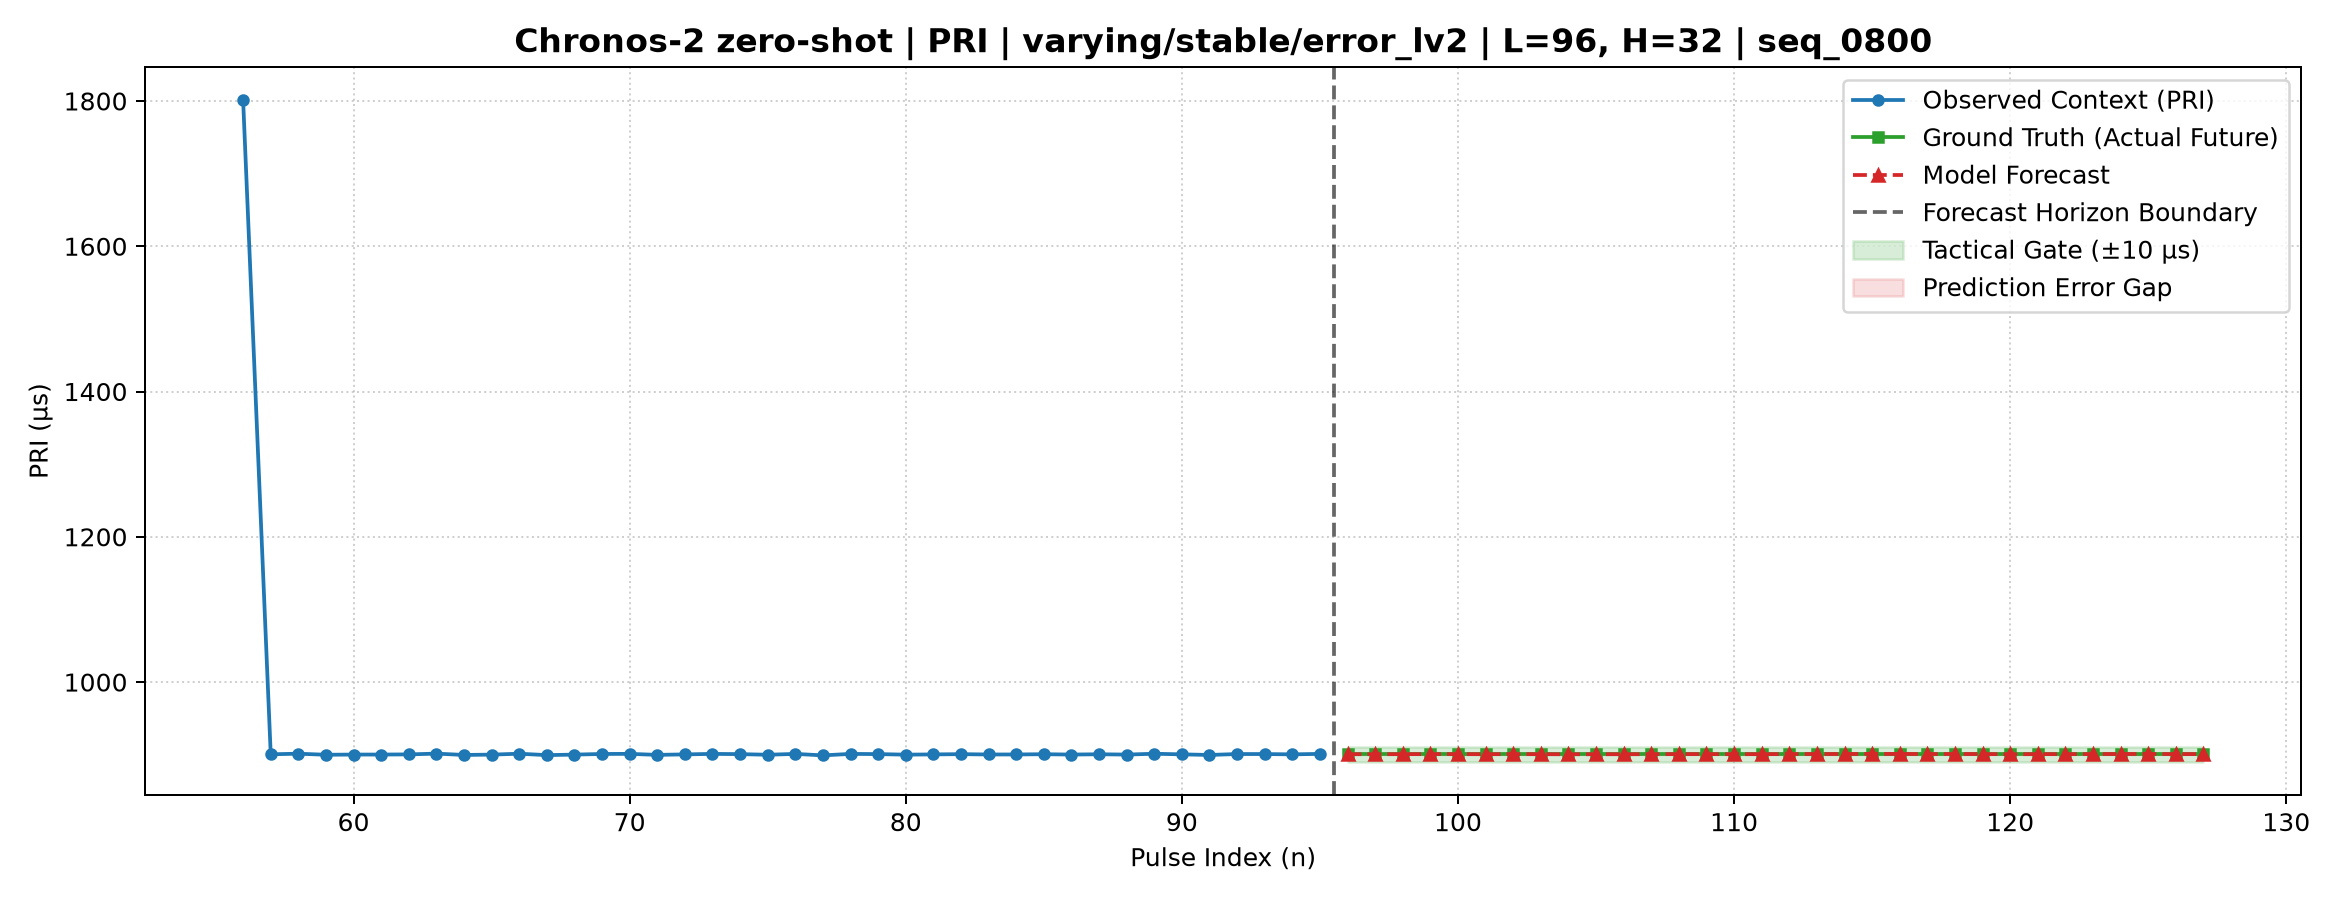 Chronos-2 zero-shot | PRI | varying/stable/error_lv2 | L=96, H=32 | seq_0800
PRI (µs)
1800
1600
1400
1200
1000
Observed Context (PRI)
Ground Truth (Actual Future)
Model Forecast
Forecast Horizon Boundary
Tactical Gate (±10 µs)
Prediction Error Gap
60 70 80 90 100 110 120 130
Pulse Index (n)